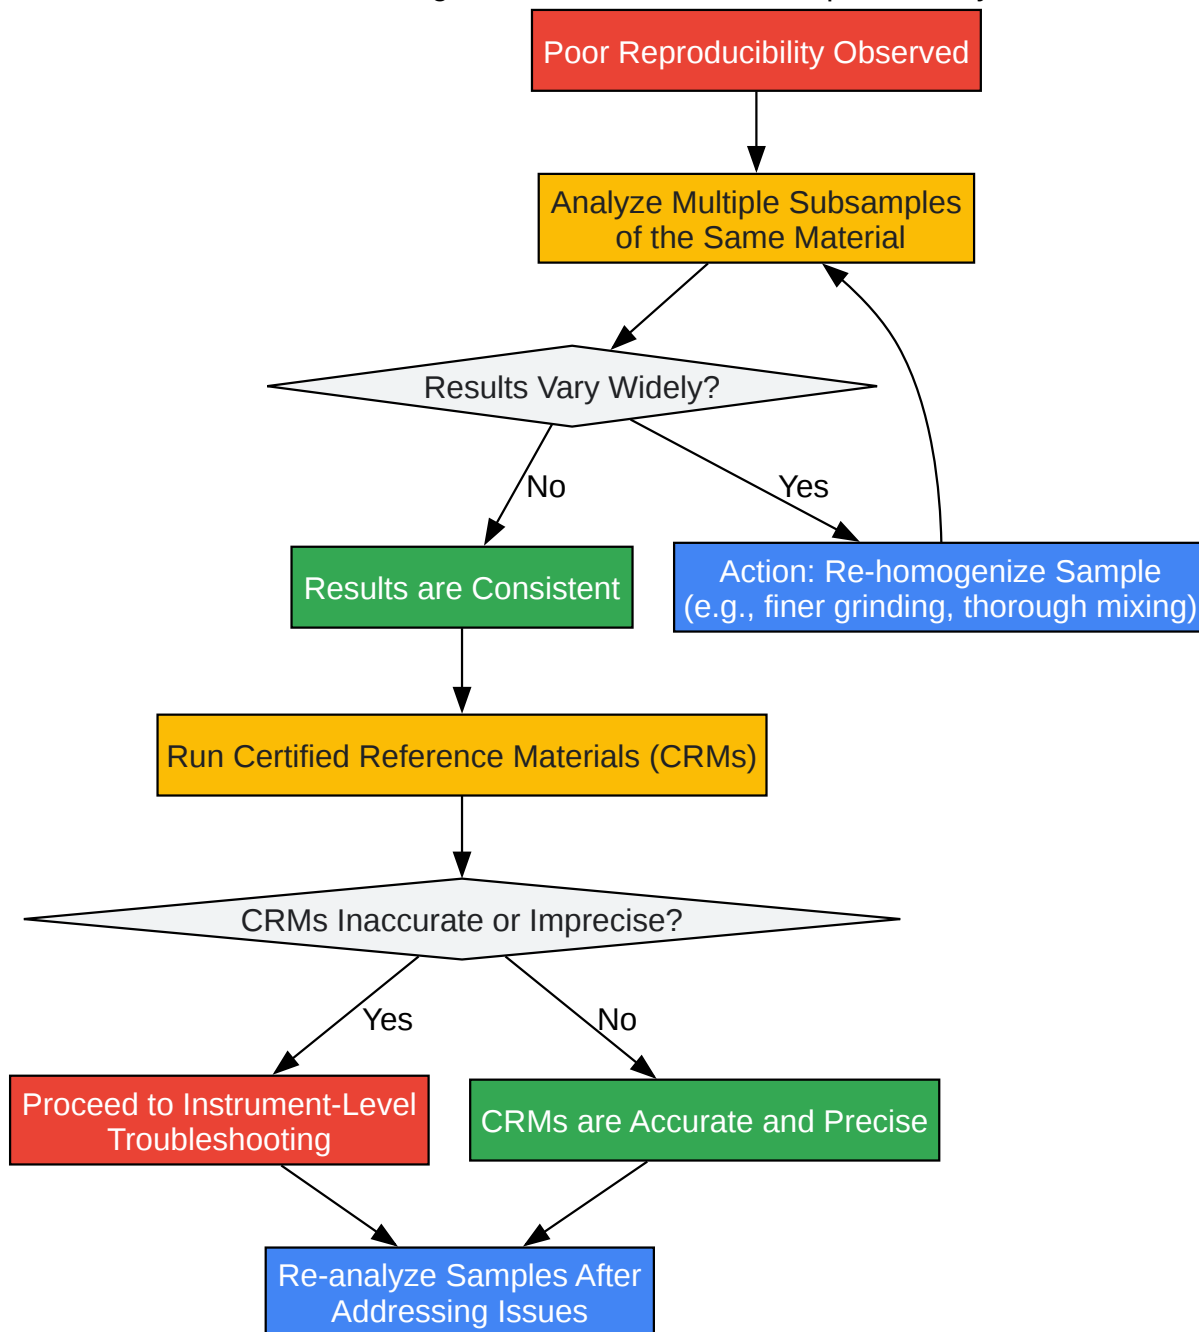 Poor Reproducibility Observed
Analyze Multiple Subsamples
of the Same Material
Results Vary Widely?
No
Yes
Results are Consistent
Action: Re-homogenize Sample
(e.g., finer grinding, thorough mixing)
Run Certified Reference Materials (CRMs)
CRMs Inaccurate or Imprecise?
Yes
No
Proceed to Instrument-Level
Troubleshooting
CRMs are Accurate and Precise
Re-analyze Samples After
Addressing Issues